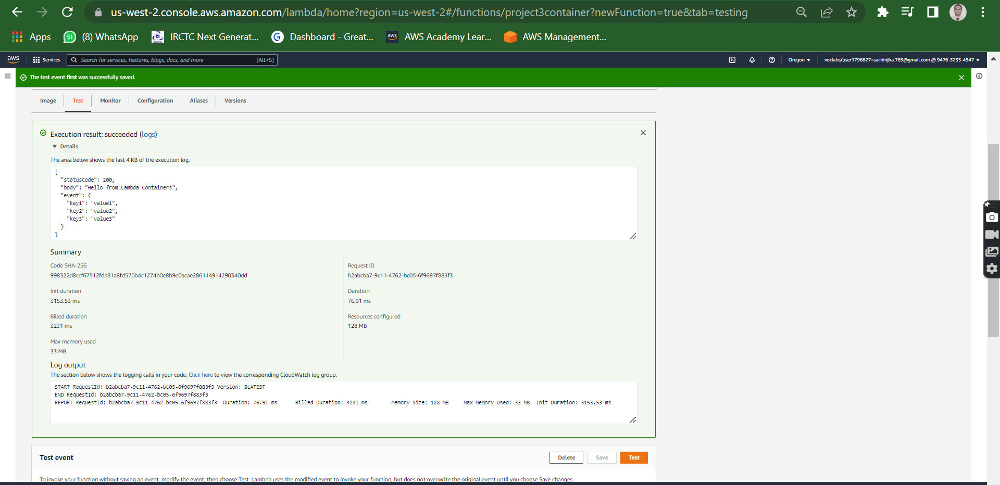 us-west-2.console.aws.amazon.com/lambda/home?region=us-west-2#/functions/project3container?newFunction=true&tab=testing
Apps
51 (8) WhatsApp
IRCTC Next Generat...
G Dashboard - Great...
aws AWS Academy Lear...
AWS Management...
aws
Services
Search for services, features, blogs, docs, and more
[Alt+S]
Oregon ▼
voclabs/user1796827=sachinjha.765@gmail.com @ 9476-3233-4547 ▼
The test event first was successfully saved.
Image
Test
Monitor
Configuration
Aliases
Versions
Execution result: succeeded (logs)
▼ Details
The area below shows the last 4 KB of the execution log.
{
"statusCode": 200,
"body": "Hello from Lambda Containers",
"event": {
"key1": "value1",
"key2": "value2",
"key3": "value3"
}
}
Summary
Code SHA-256
998322d8ccf67512fde81a8fd570b4c1274b0e8b9e0acae286114914290340dd
Request ID
b2abcba7-9c11-4762-bc05-6f9697f883f3
Init duration
3153.53 ms
Duration
76.91 ms
Billed duration
3231 ms
Resources configured
128 MB
Max memory used
33 MB
Log output
The section below shows the logging calls in your code. Click here to view the corresponding CloudWatch log group.
START RequestId: b2abcba7-9c11-4762-bc05-6f9697f883f3 Version: $LATEST
END RequestId: b2abcba7-9c11-4762-bc05-6f9697f883f3
REPORT RequestId: b2abcba7-9c11-4762-bc05-6f9697f883f3 Duration: 76.91 ms Billed Duration: 3231 ms Memory Size: 128 MB Max Memory Used: 33 MB Init Duration: 3153.53 ms
Test event
Delete
Save
Test
To invoke your function without saving an event, modify the event, then choose Test. Lambda uses the modified event to invoke your function, but does not overwrite the original event until you choose Save changes.